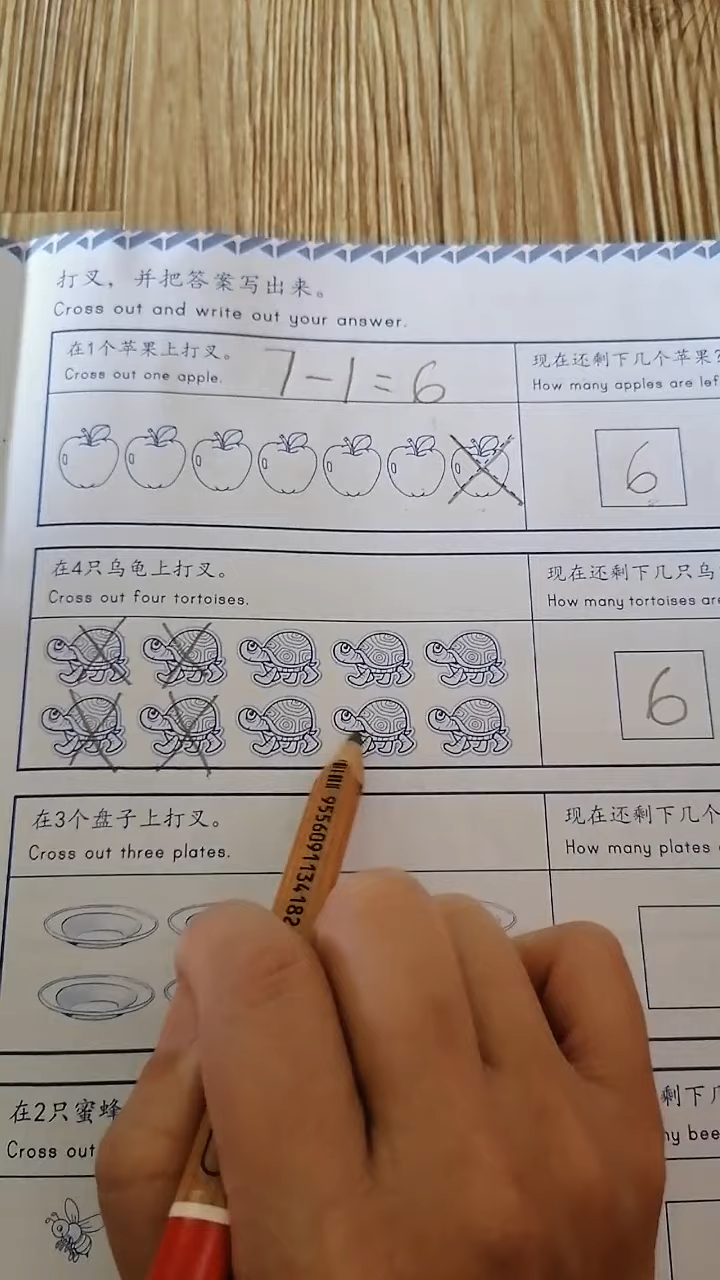 打叉，并把答案写出来。
Cross out and write out your answer.
在1个苹果上打叉。
Cross out one apple.
7-1=6
现在还剩下几个苹果?
How many apples are lef
6
在4只乌龟上打叉。
Cross out four tortoises.
现在还剩下几只乌
How many tortoises are
6
在3个盘子上打叉。
Cross out three plates.
现在还剩下几个
How many plates
9556091134182
在2只蜜蜂
Cross out
剩下几
ny bee